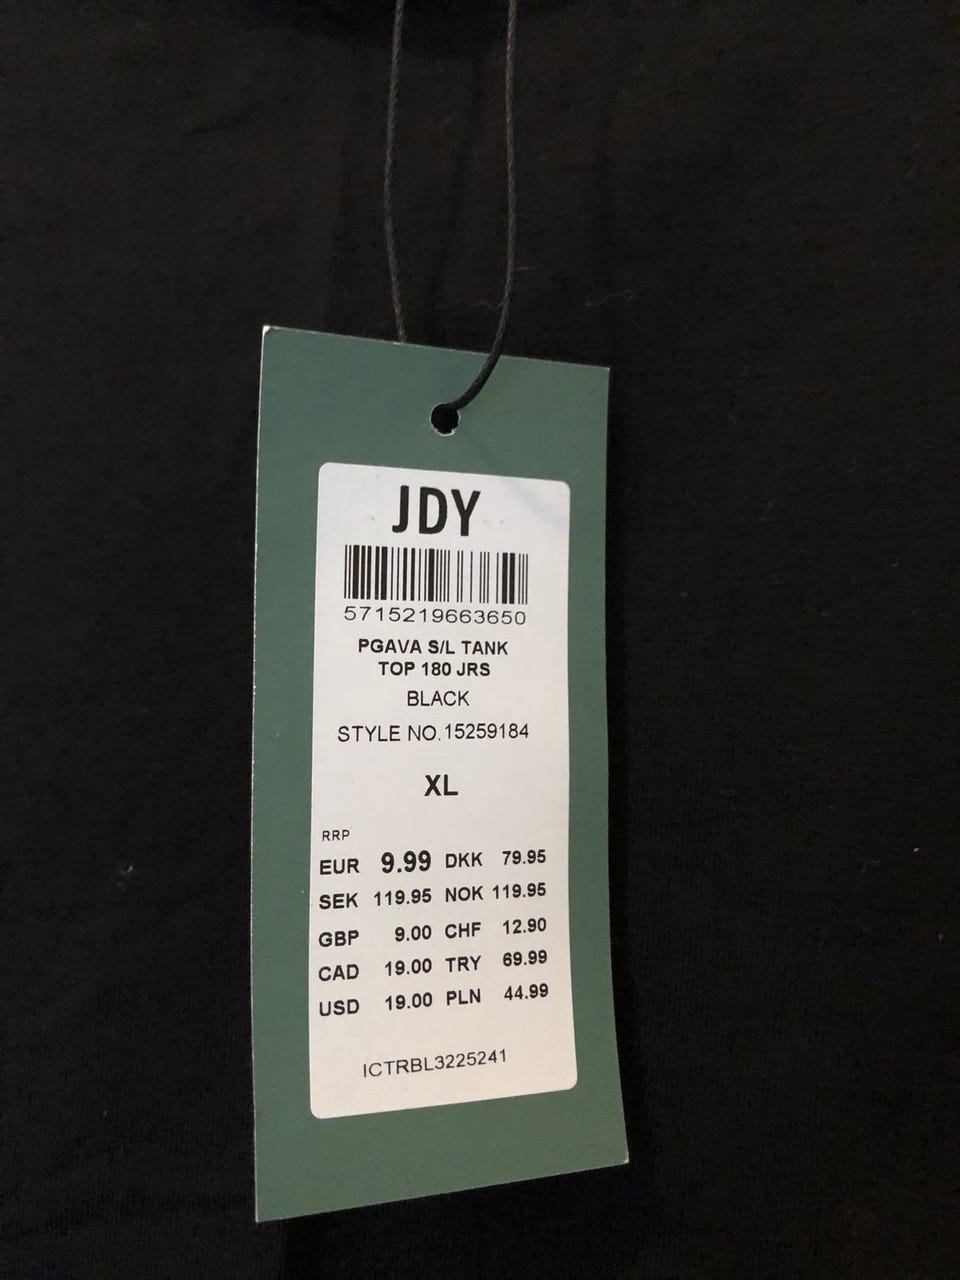 JDY
5715219663650
PGAVA S/L TANK
TOP 180 JRS
BLACK
STYLE NO.15259184
XL
RRP
EUR 9.99 DKK 79.95
SEK 119.95 NOK 119.95
GBP 9.00 CHF 12.90
CAD 19.00 TRY 69.99
USD 19.00 PLN 44.99
ICTRBL3225241